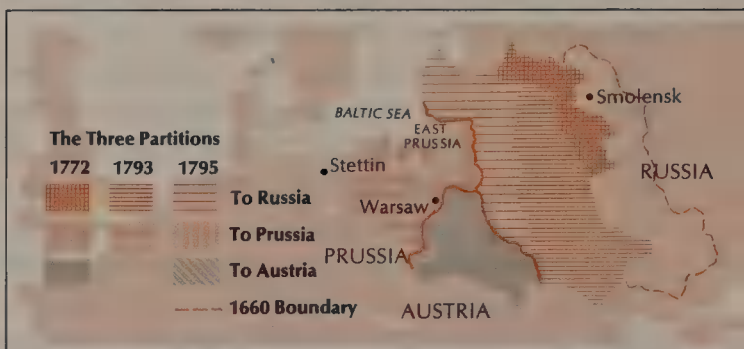 The Three Partitions
1772 1793 1795
To Russia
To Prussia
To Austria
1660 Boundary
BALTIC SEA
EAST
PRUSSIA
Stettin
Smolensk
RUSSIA
Warsaw
PRUSSIA
AUSTRIA